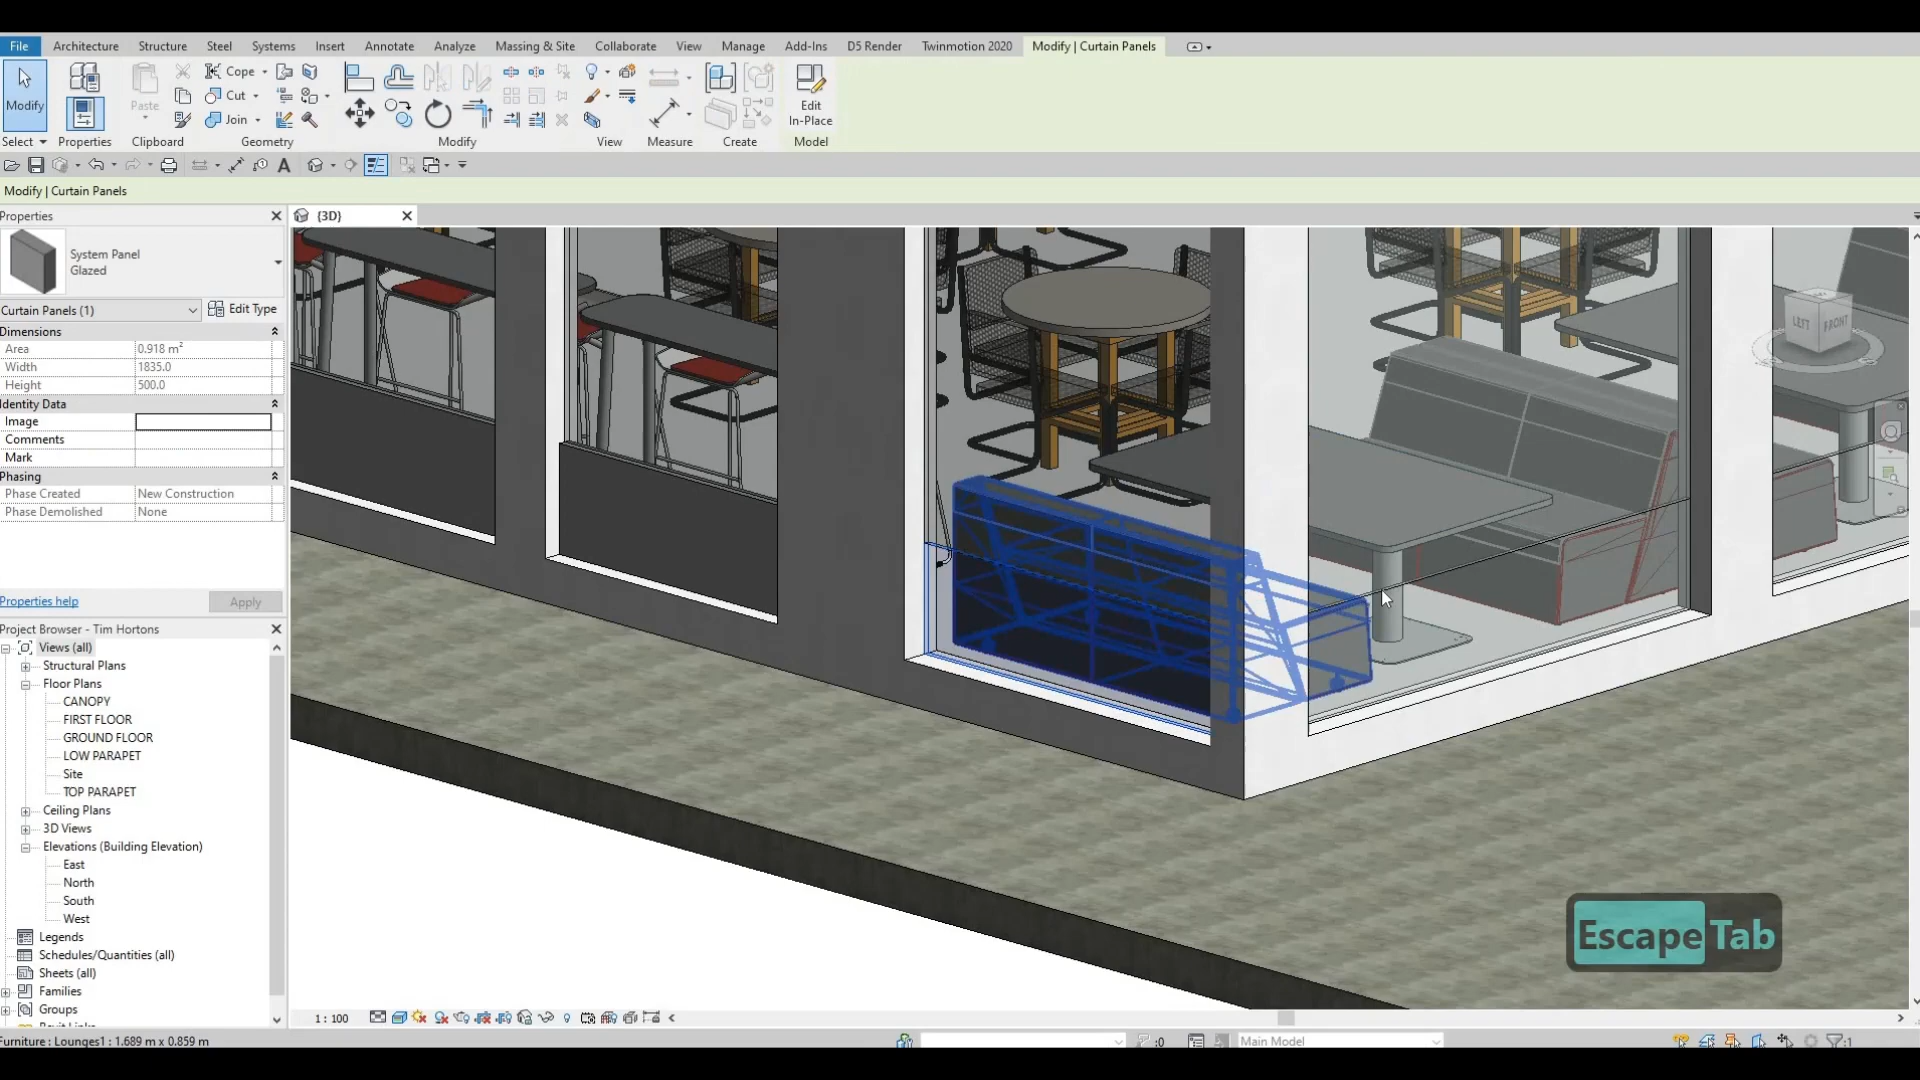 File Architecture Structure Steel Systems Insert Annotate Analyze Massing & Site Collaborate View Manage Add-Ins D5 Render Twinmotion 2020 Modify | Curtain Panels
Modify
Paste
Cope
Cut
Join
Edit
In-Place
Select Properties Clipboard Geometry Modify View Measure Create Model
Modify | Curtain Panels
Properties
{3D}
System Panel
Glazed
Curtain Panels (1)
Edit Type
Dimensions
Area 0.918 m²
Width 1835.0
Height 500.0
Identity Data
Image
Comments
Mark
Phasing
Phase Created New Construction
Phase Demolished None
Properties help
Apply
Project Browser - Tim Hortons
Views (all)
Structural Plans
Floor Plans
CANOPY
FIRST FLOOR
GROUND FLOOR
LOW PARAPET
Site
TOP PARAPET
Ceiling Plans
3D Views
Elevations (Building Elevation)
East
North
South
West
Legends
Schedules/Quantities (all)
Sheets (all)
Families
Groups
LEFT
FRONT
Escape Tab
1 : 100
Furniture : Lounges1 : 1.689 m x 0.859 m
:0
Main Model
:1